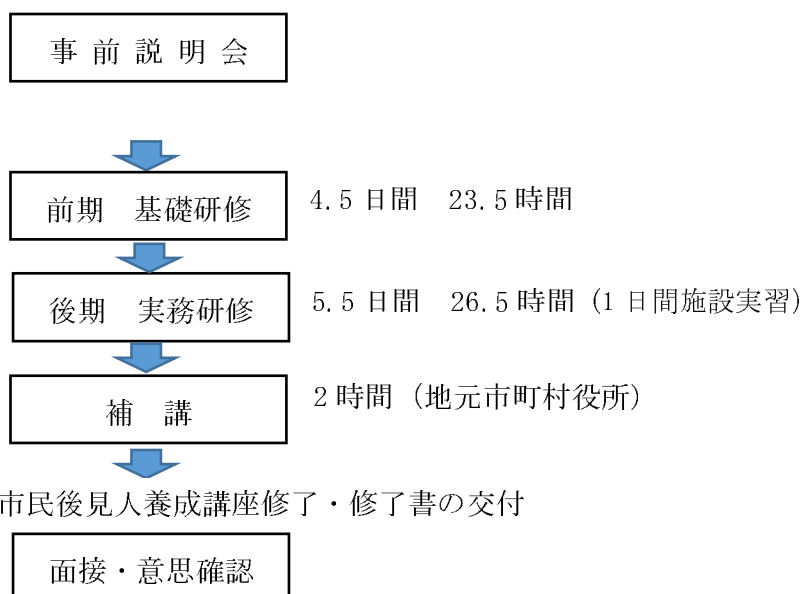 事 前 説 明 会
前期　基礎研修　4.5 日間　23.5 時間
後期　実務研修　5.5 日間　26.5 時間（1 日間施設実習）
補　講　2 時間（地元市町村役所）
市民後見人養成講座修了・修了書の交付
面接・意思確認